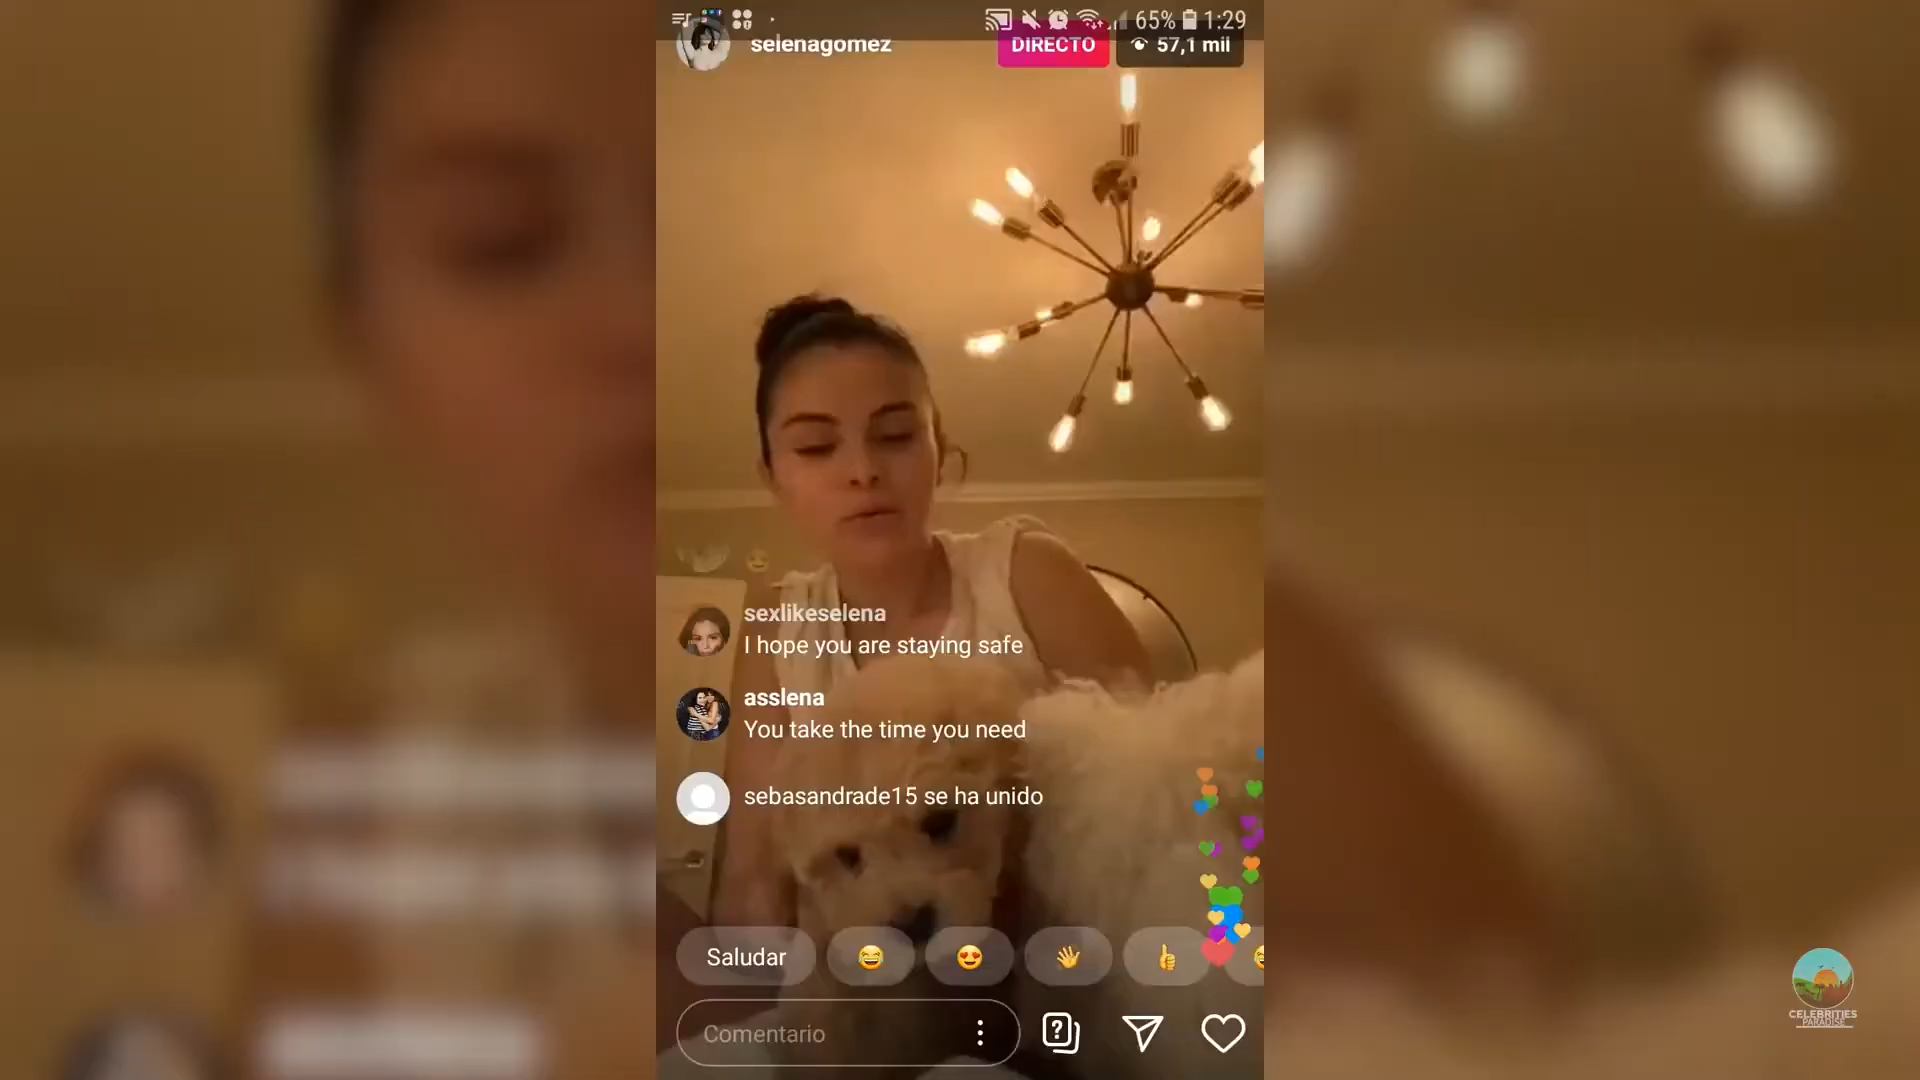 65% 1:29
selenagomez
DIRECTO
57,1 mil
sexlikeselena
I hope you are staying safe
asslena
You take the time you need
sebasandrade15 se ha unido
Saludar
Comentario
CELEBRITIES
PARADISE